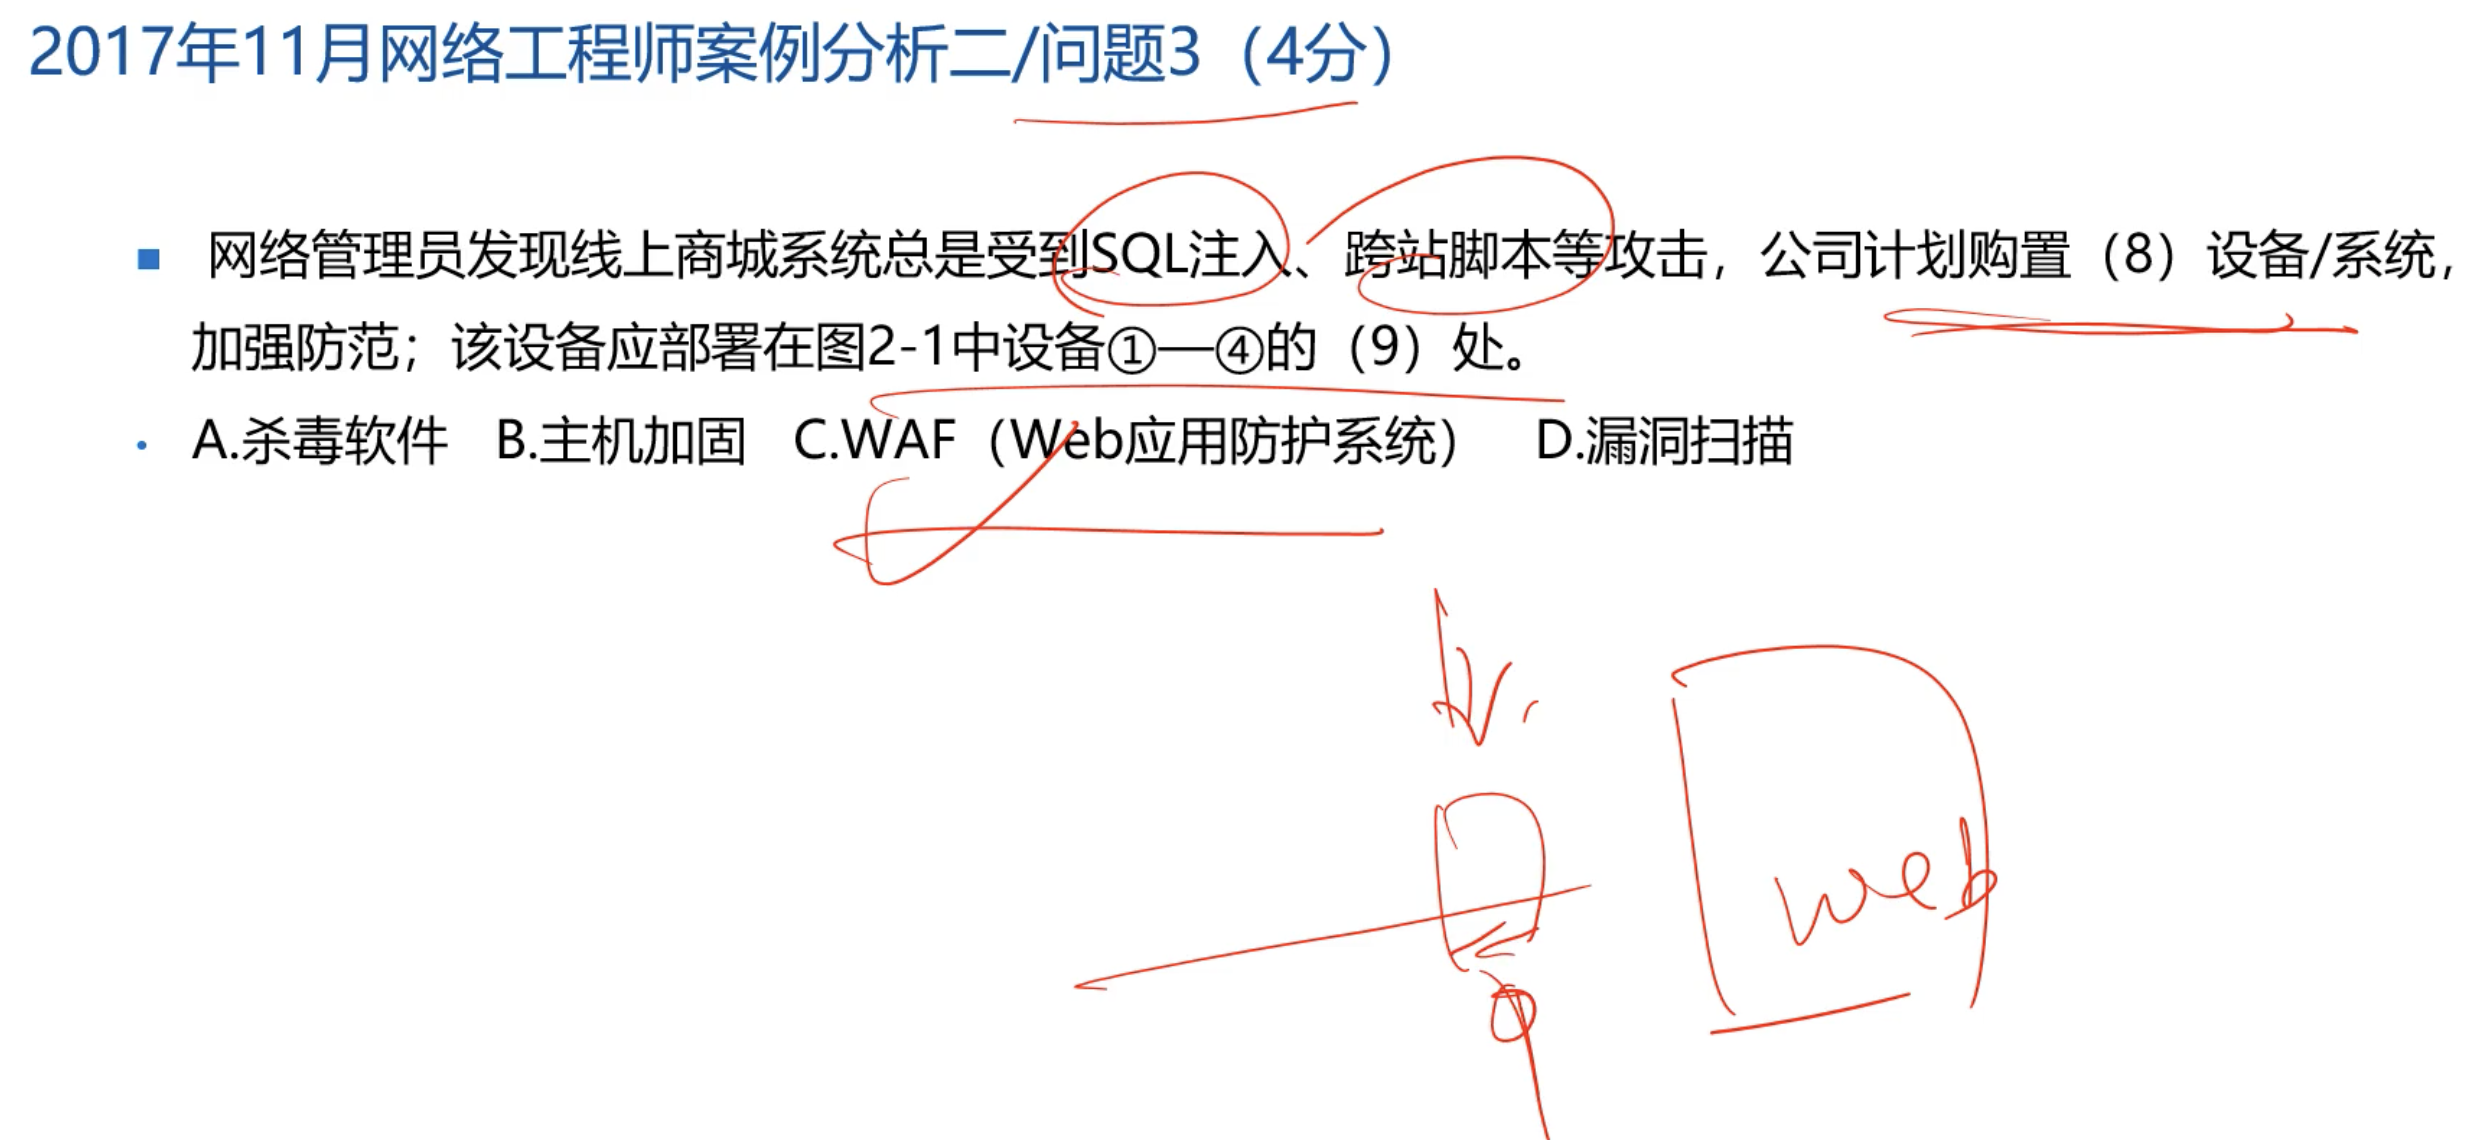 2017年11月网络工程师案例分析二/问题3（4分）
网络管理员发现线上商城系统总是受到SQL注入、跨站脚本等攻击，公司计划购置（8）设备/系统，
加强防范；该设备应部署在图2-1中设备①—④的（9）处。
A.杀毒软件 B.主机加固 C.WAF（Web应用防护系统） D.漏洞扫描
web